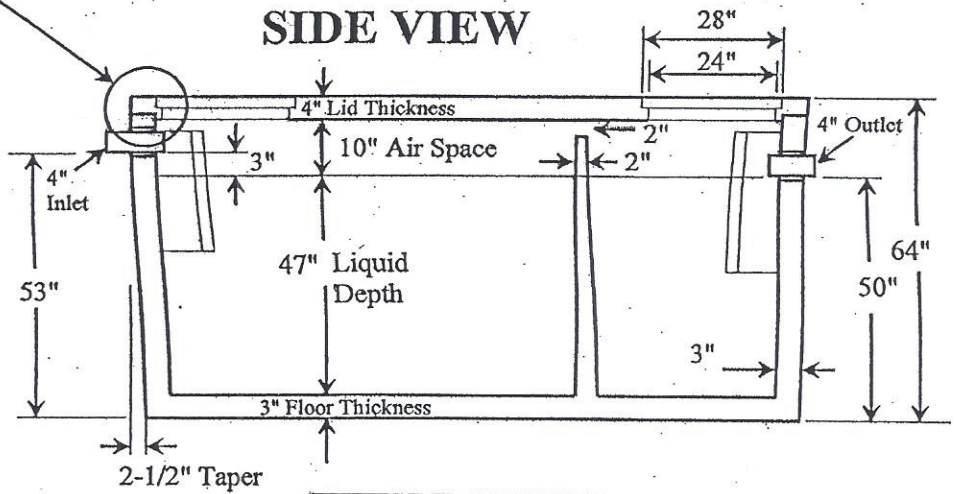 SIDE VIEW
28"
24"
4" Lid Thickness
10" Air Space
3"
2"
2"
4" Outlet
4"
Inlet
53"
47" Liquid
Depth
64"
50"
3"
3" Floor Thickness
2-1/2" Taper